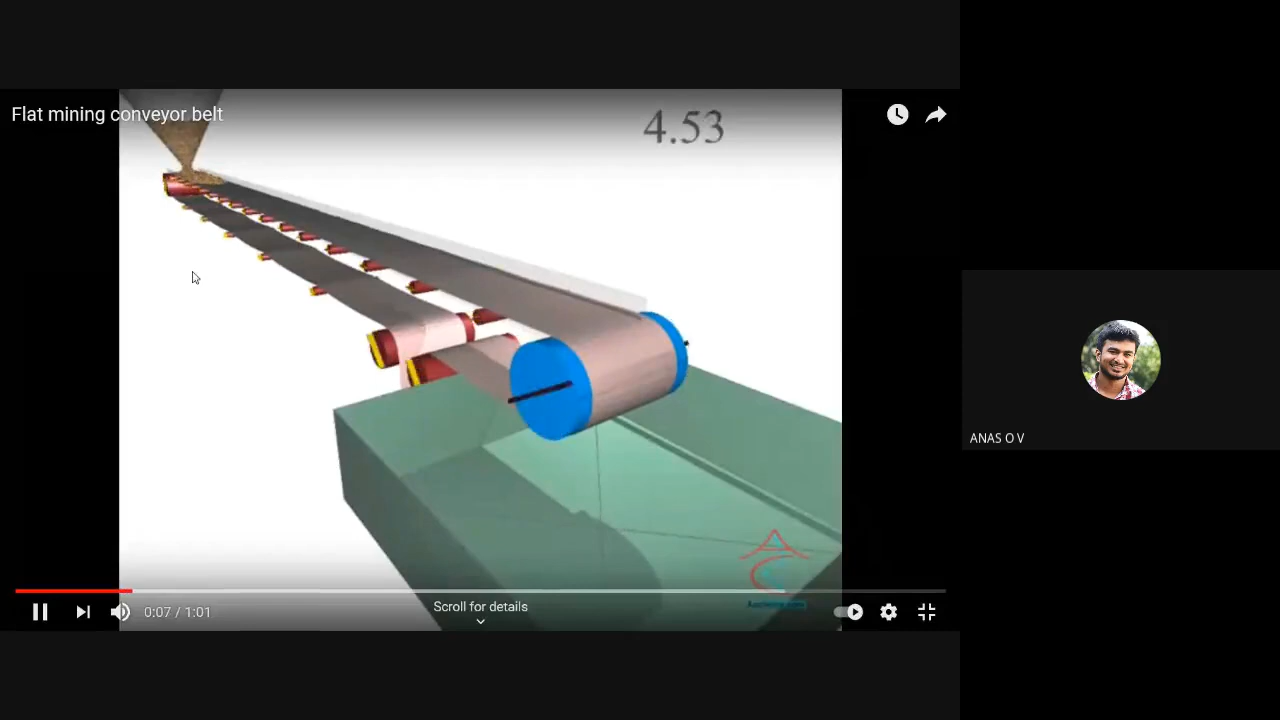 Flat mining conveyor belt
4.53
ANAS O V
0:07 / 1:01
Scroll for details